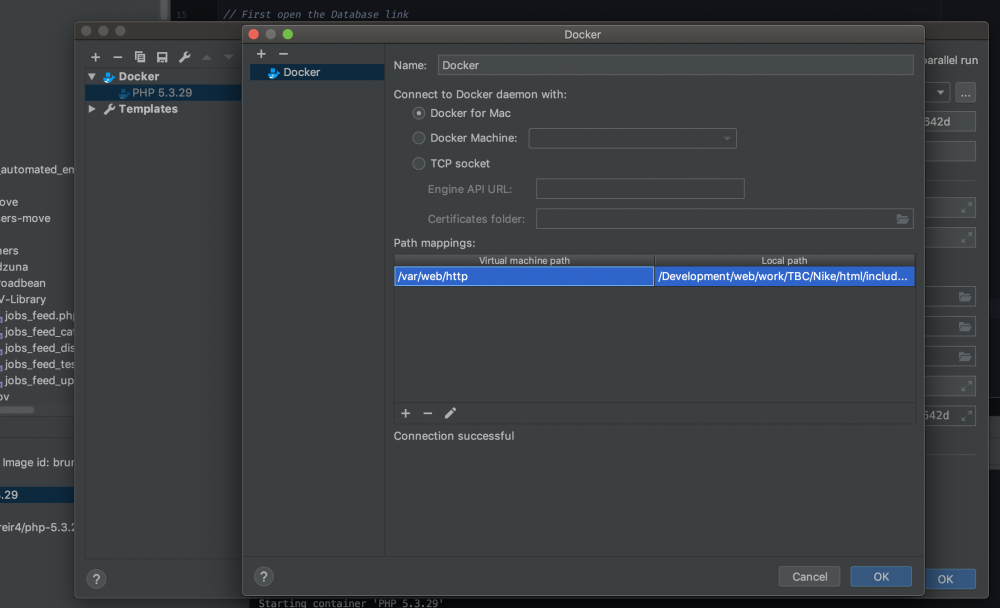 15 // First open the Database link
Docker
Docker
PHP 5.3.29
Templates
Docker
Name: Docker
Connect to Docker daemon with:
Docker for Mac
Docker Machine:
TCP socket
Engine API URL:
Certificates folder:
Path mappings:
Virtual machine path Local path
/var/web/http /Development/web/work/TBC/Nike/html/includ...
Connection successful
? Cancel OK
parallel run
...
642d
642d
OK
?
_automated_en
ove
ers-move
ners
dzuna
roadbean
V-Library
jobs_feed.php
jobs_feed_cat
jobs_feed_dis
jobs_feed_tes
jobs_feed_up
ov
Image id: brun
.29
reir4/php-5.3.2
Starting container 'PHP 5.3.29'